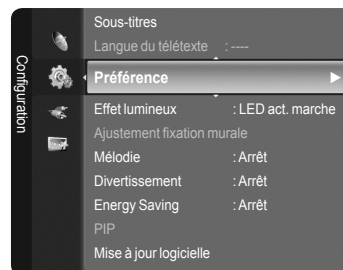 Configuration
Sous-titres
Langue du télétexte : ----
Préférence
Effet lumineux : LED act. marche
Ajustement fixation murale
Mélodie : Arrêt
Divertissement : Arrêt
Energy Saving : Arrêt
PIP
Mise à jour logicielle